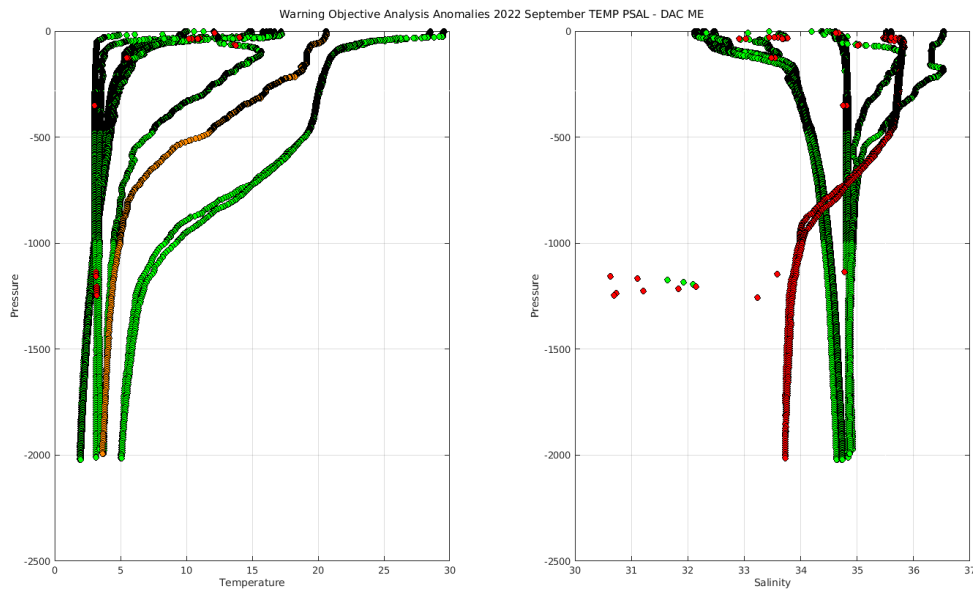 Warning Objective Analysis Anomalies 2022 September TEMP PSAL - DAC ME
0
-500
-1000
-1500
-2000
-2500
Pressure
0 5 10 15 20 25 30
Temperature
0
-500
-1000
-1500
-2000
-2500
Pressure
30 31 32 33 34 35 36 37
Salinity